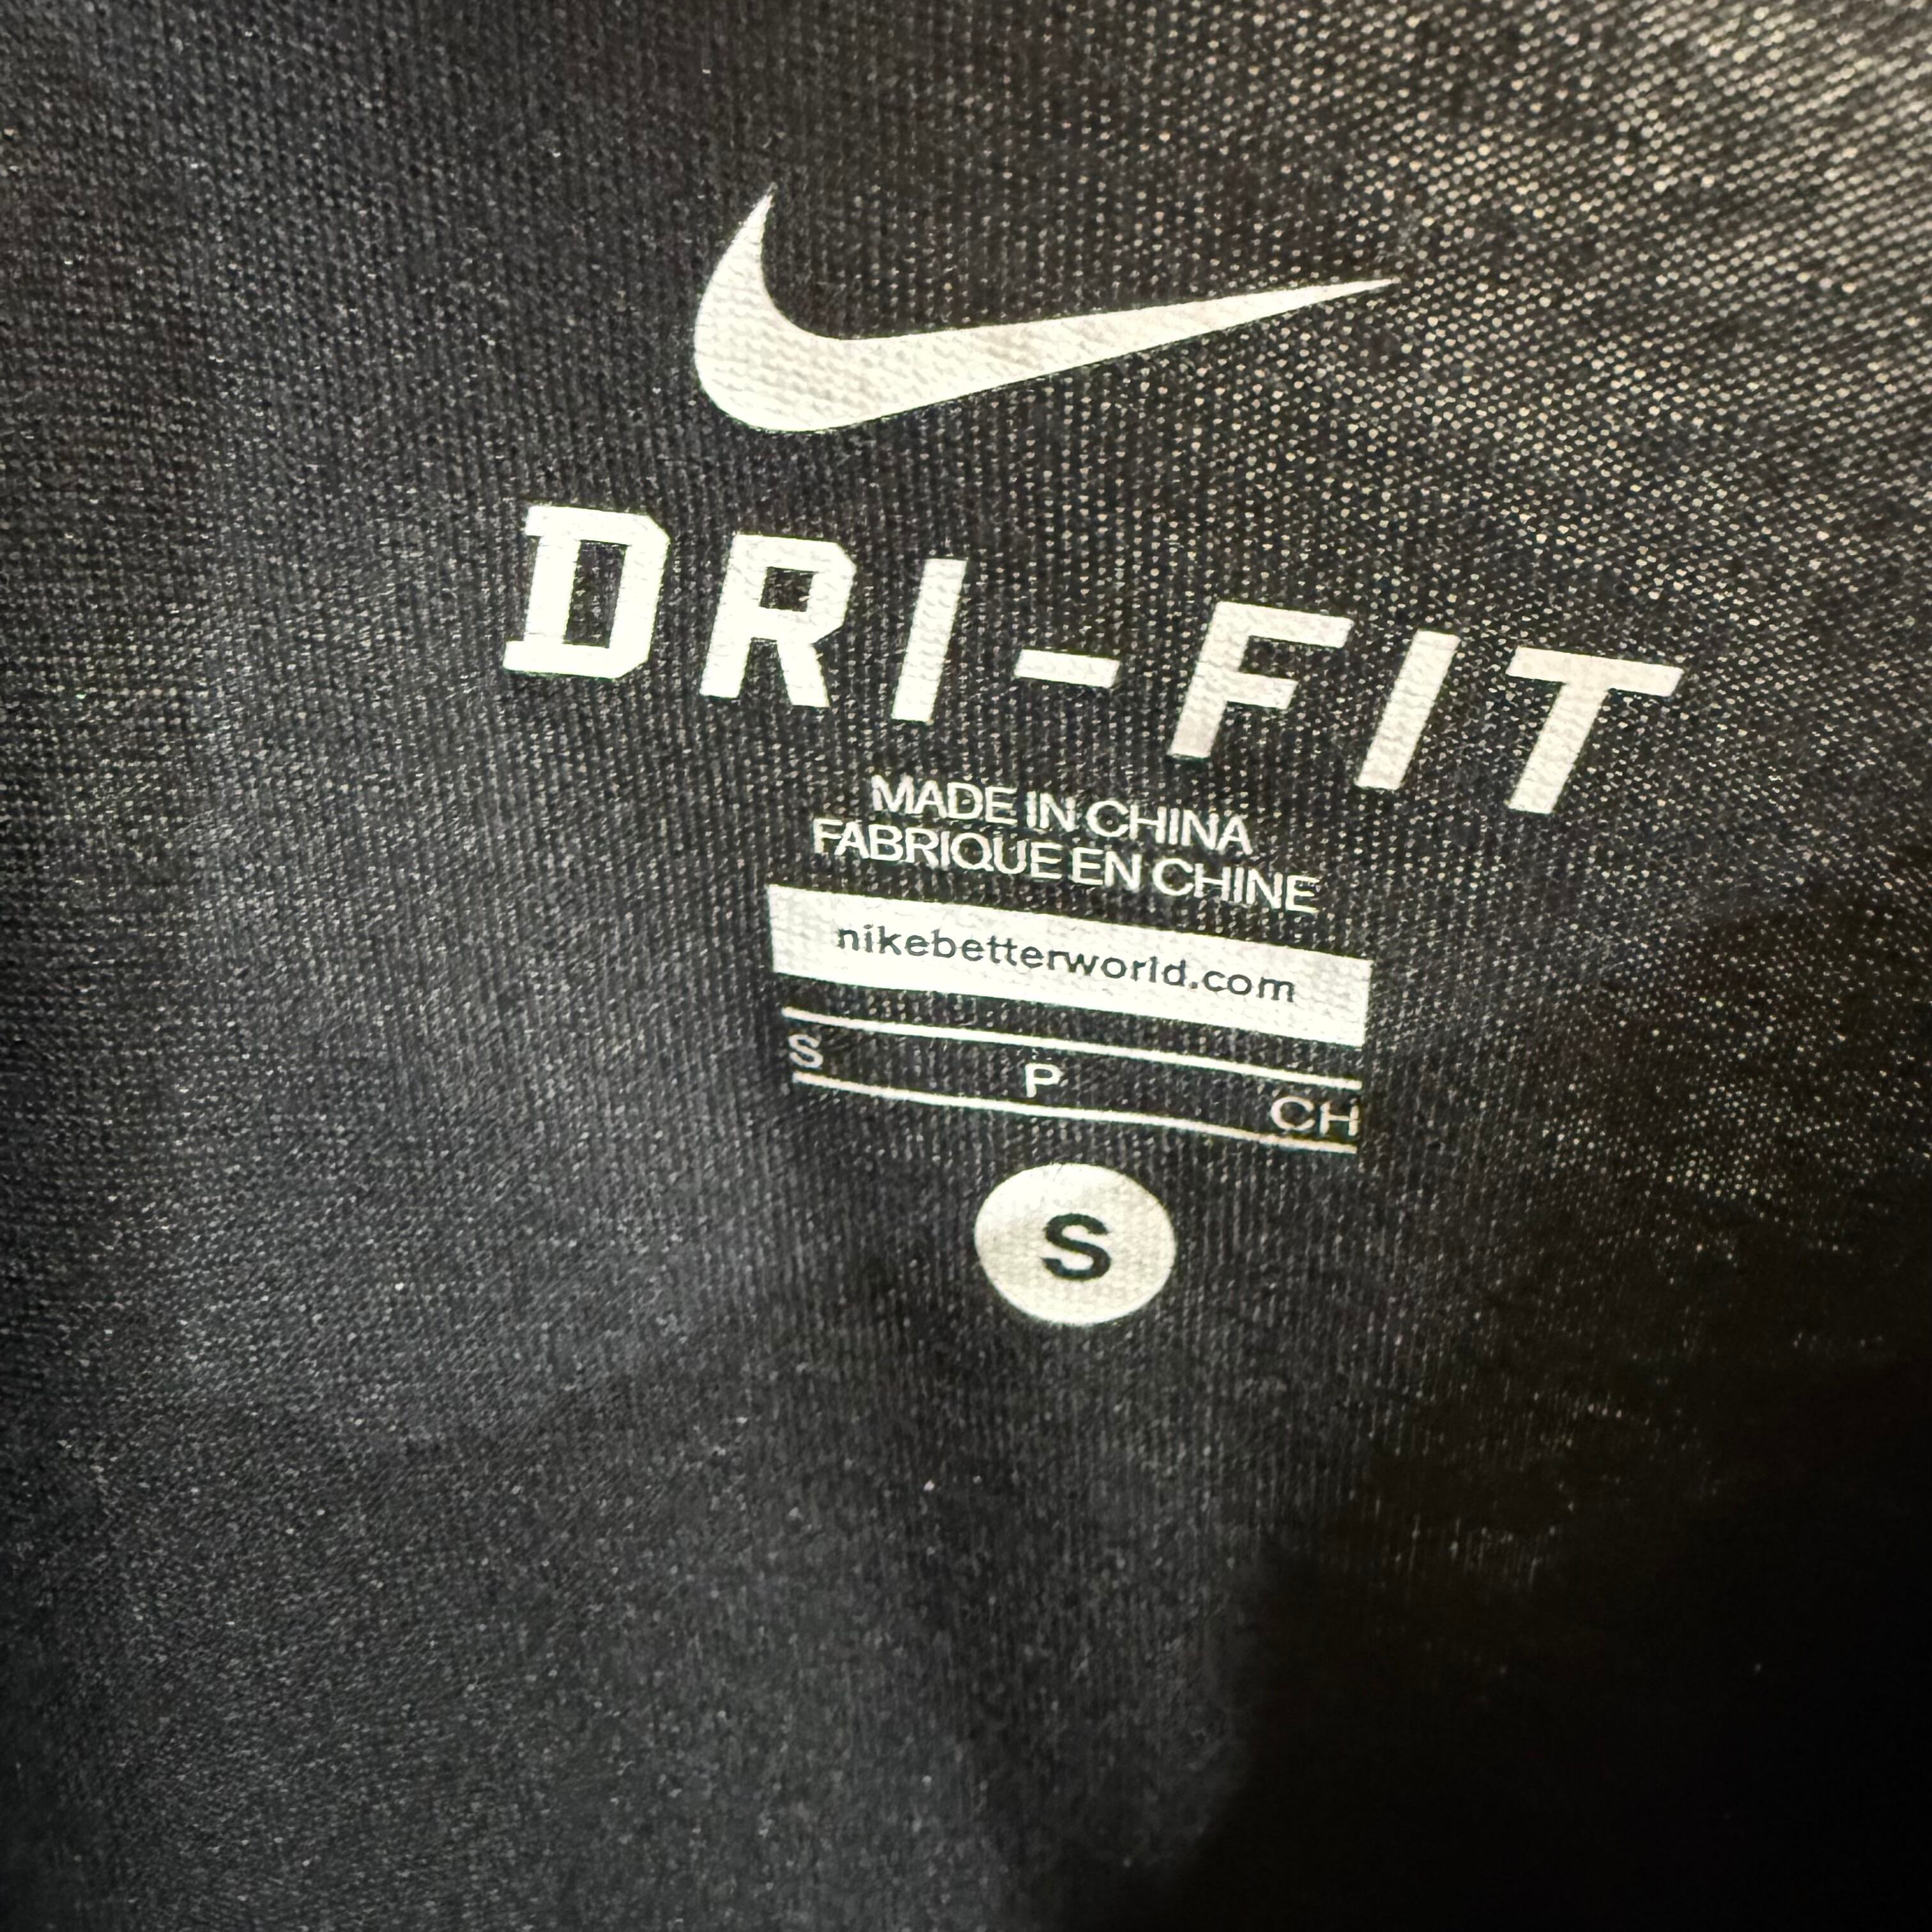 DRI-FIT
MADE IN CHINA
FABRIQUE EN CHINE
nikebetterworld.com
S P CH
S